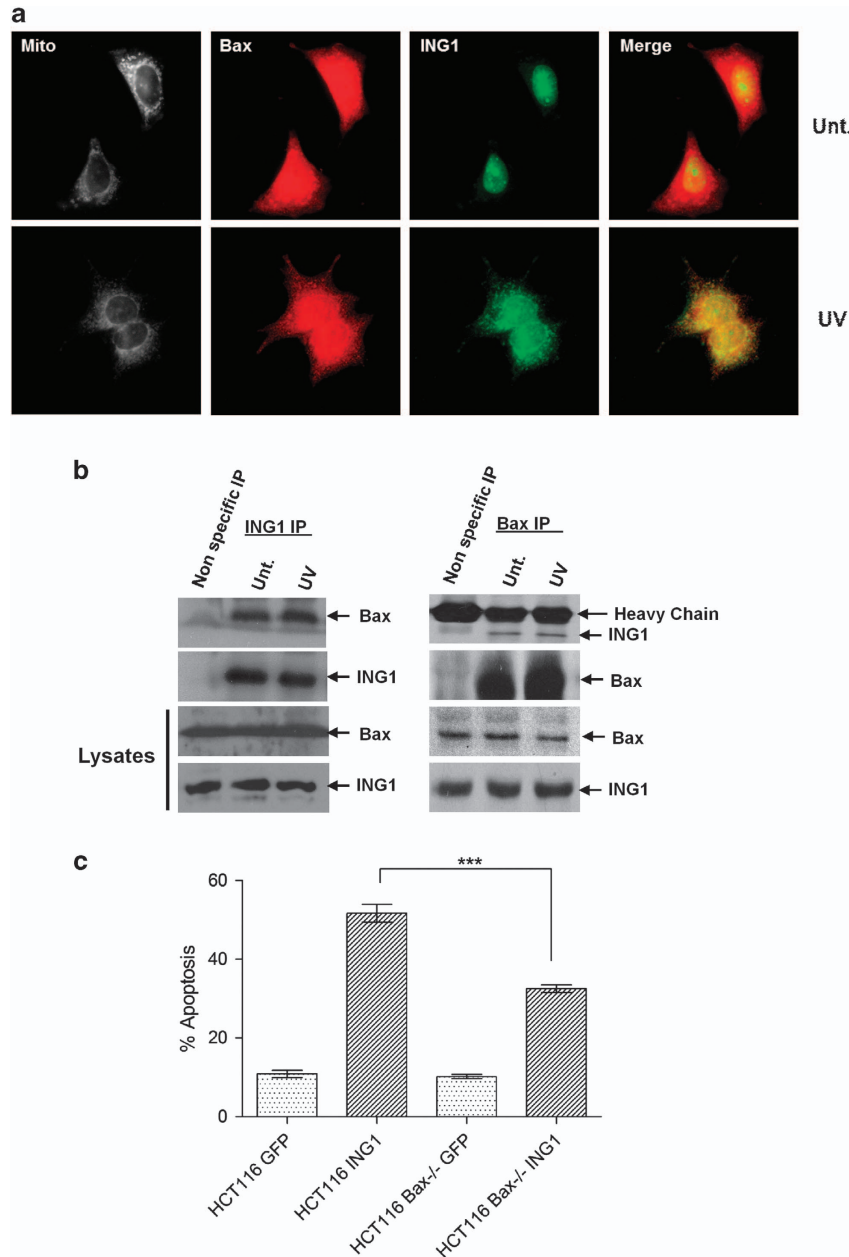 a
Mito Bax ING1 Merge
Unt.
UV
b
Non specific IP
ING1 IP
Unt.
UV
Bax
ING1
Lysates
Bax
ING1
Non specific IP
Bax IP
Unt.
UV
Heavy Chain
ING1
Bax
Bax
ING1
c
***
60
40
20
0
% Apoptosis
HCT116 GFP
HCT116 ING1
HCT116 Bax-/- GFP
HCT116 Bax-/- ING1